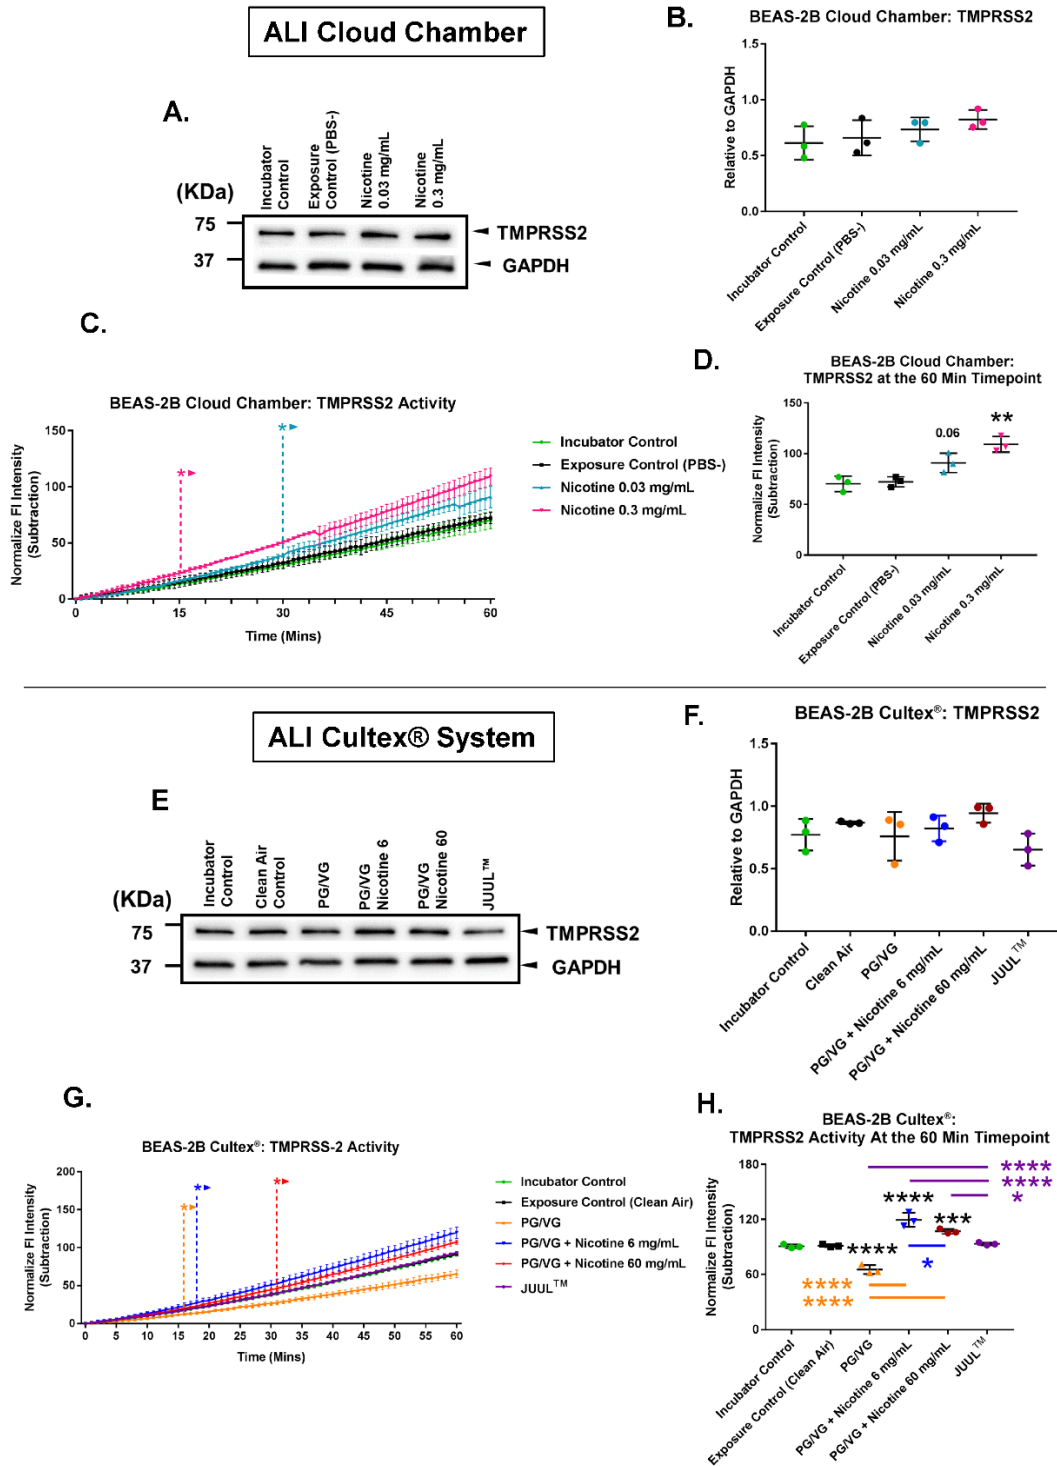 ALI Cloud Chamber
A.
(KDa)
Incubator
Control
Exposure
Control (PBS-)
Nicotine
0.03 mg/mL
Nicotine
0.3 mg/mL
75
37
TMPRSS2
GAPDH
B.
BEAS-2B Cloud Chamber: TMPRSS2
Relative to GAPDH
1.5
1.0
0.5
0.0
Incubator Control
Exposure Control (PBS-)
Nicotine 0.03 mg/mL
Nicotine 0.3 mg/mL
C.
BEAS-2B Cloud Chamber: TMPRSS2 Activity
Normalize FI Intensity
(Subtraction)
150
100
50
0
*
*
0 15 30 45 60
Time (Mins)
Incubator Control
Exposure Control (PBS-)
Nicotine 0.03 mg/mL
Nicotine 0.3 mg/mL
D.
BEAS-2B Cloud Chamber:
TMPRSS2 at the 60 Min Timepoint
Normalize FI Intensity
(Subtraction)
150
100
50
0
0.06
**
Incubator Control
Exposure Control (PBS-)
Nicotine 0.03 mg/mL
Nicotine 0.3 mg/mL
ALI Cultex® System
E
(KDa)
Incubator
Control
Clean Air
Control
PG/VG
PG/VG
Nicotine 6
PG/VG
Nicotine 60
JUUL™
75
37
TMPRSS2
GAPDH
F.
BEAS-2B Cultex®: TMPRSS2
Relative to GAPDH
1.5
1.0
0.5
0.0
Incubator Control
Clean Air
PG/VG
PG/VG + Nicotine 6 mg/mL
PG/VG + Nicotine 60 mg/mL
JUUL™
G.
BEAS-2B Cultex®: TMPRSS-2 Activity
Normalize FI Intensity
(Subtraction)
200
150
100
50
0
*
*
*
0 5 10 15 20 25 30 35 40 45 50 55 60
Time (Mins)
Incubator Control
Exposure Control (Clean Air)
PG/VG
PG/VG + Nicotine 6 mg/mL
PG/VG + Nicotine 60 mg/mL
JUUL™
H.
BEAS-2B Cultex®:
TMPRSS2 Activity At the 60 Min Timepoint
Normalize FI Intensity
(Subtraction)
180
120
60
0
****
****
*
****
***
****
*
****
****
Incubator Control
Exposure Control (Clean Air)
PG/VG
PG/VG + Nicotine 6 mg/mL
PG/VG + Nicotine 60 mg/mL
JUUL™